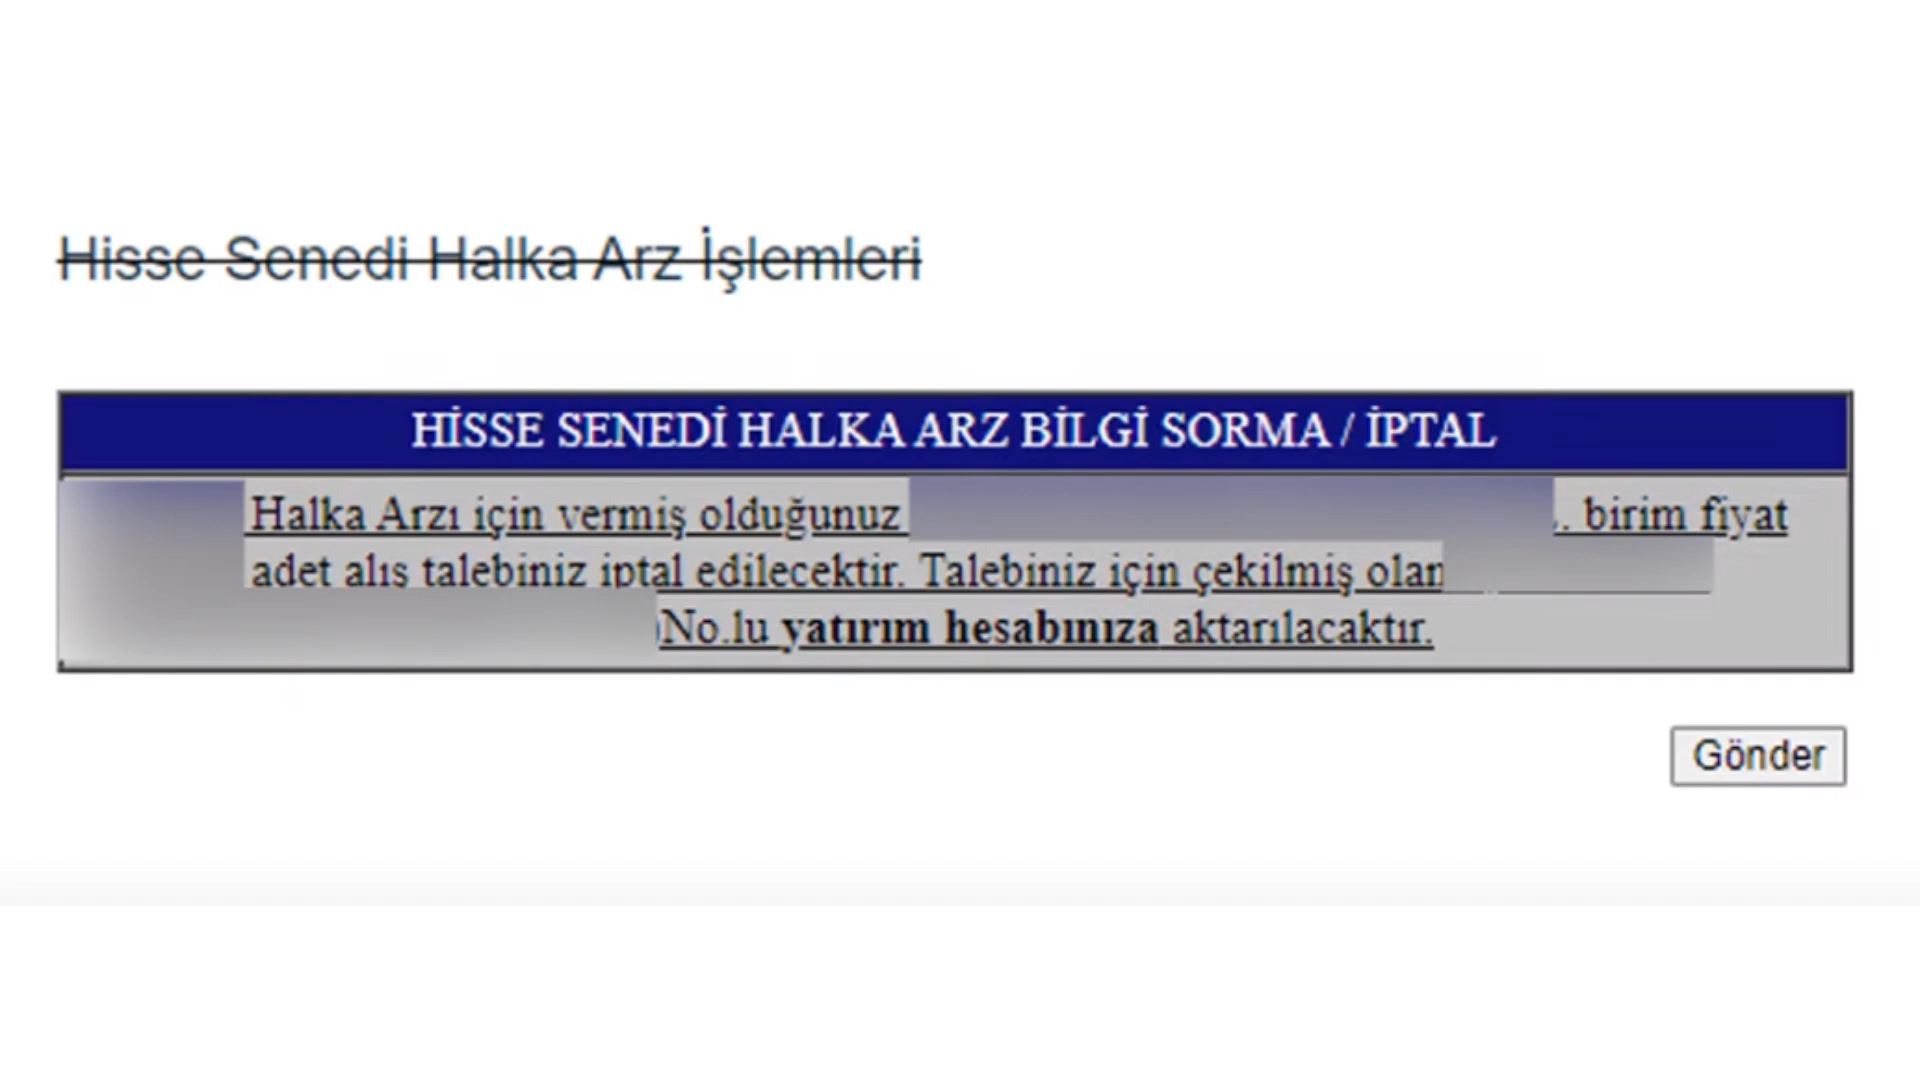 Hisse Senedi Halka Arz İşlemleri
HİSSE SENEDİ HALKA ARZ BİLGİ SORMA / İPTAL
Halka Arzı için vermiş olduğunuz . birim fiyat
adet alış talebiniz iptal edilecektir. Talebiniz için çekilmiş olan
No.lu yatırım hesabınıza aktarılacaktır.
Gönder